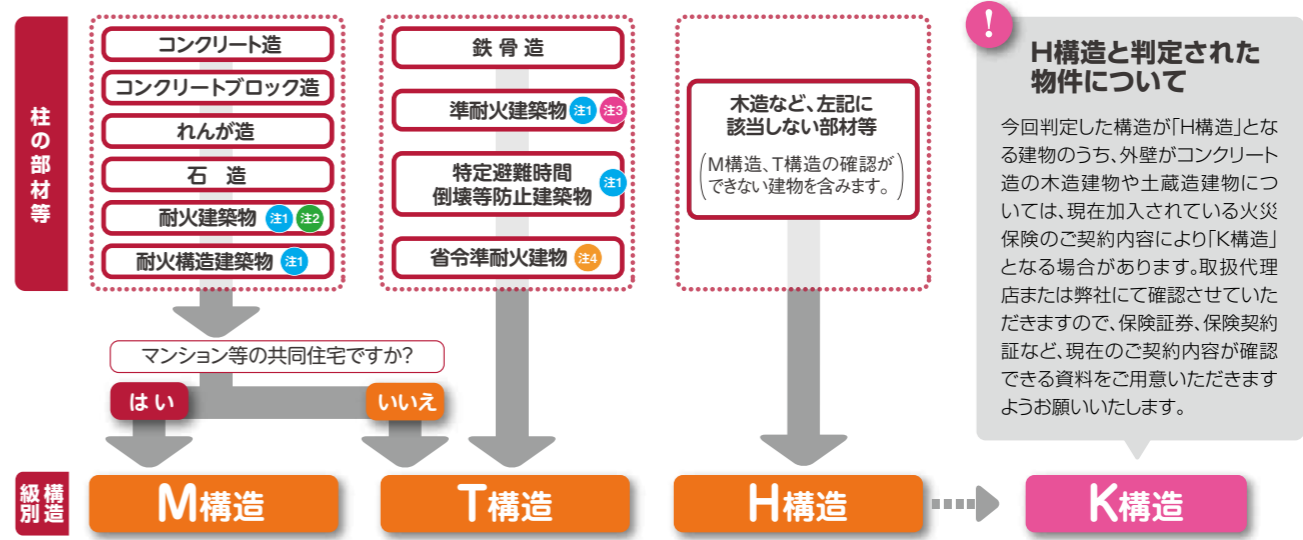 柱の部材等
コンクリート造
コンクリートブロック造
れんが造
石 造
耐火建築物 注1 注2
耐火構造建築物 注1
鉄骨造
準耐火建築物 注1 注3
特定避難時間
倒壊等防止建築物 注1
省令準耐火建物 注4
木造など、左記に
該当しない部材等
(M構造、T構造の確認が
できない建物を含みます。)
マンション等の共同住宅ですか?
はい
いいえ
構造
級別
M構造
T構造
H構造
K構造
!
H構造と判定された
物件について
今回判定した構造が「H構造」とな
る建物のうち、外壁がコンクリート
造の木造建物や土蔵造建物につ
いては、現在加入されている火災
保険のご契約内容により「K構造」
となる場合があります。取扱代理
店または弊社にて確認させていた
だきますので、保険証券、保険契約
証など、現在のご契約内容が確認
できる資料をご用意いただきます
ようお願いいたします。